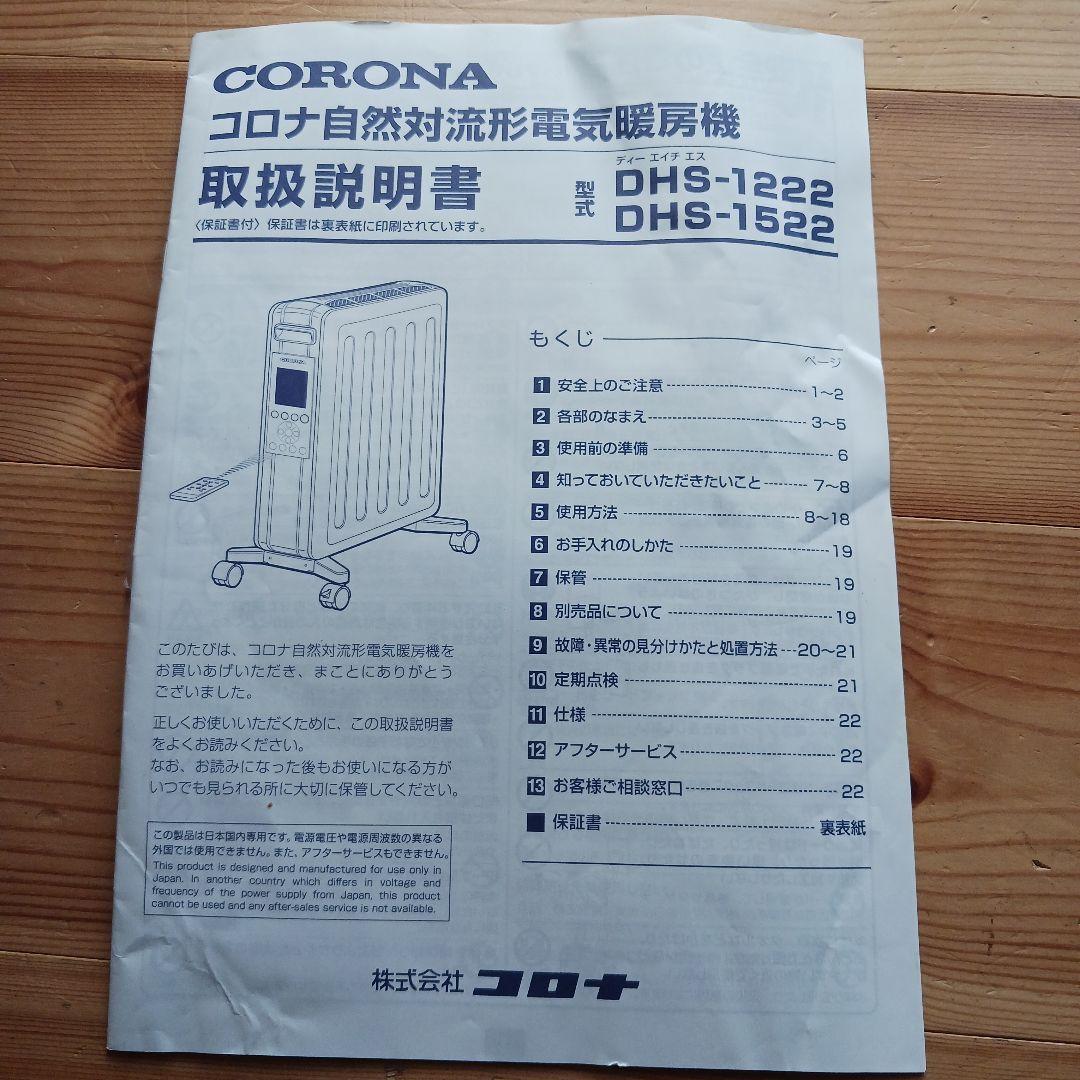 CORONA
コロナ自然対流形電気暖房機
取扱説明書
〈保証書付〉保証書は裏表紙に印刷されています。
型式
ディー エイチ エス
DHS-1222
DHS-1522
CORONA
もくじ
ページ
1 安全上のご注意 1〜2
2 各部のなまえ 3〜5
3 使用前の準備 6
4 知っておいていただきたいこと 7〜8
5 使用方法 8〜18
6 お手入れのしかた 19
7 保管 19
8 別売品について 19
9 故障・異常の見分けかたと処置方法 20〜21
10 定期点検 21
11 仕様 22
12 アフターサービス 22
13 お客様ご相談窓口 22
■ 保証書 裏表紙
このたびは、コロナ自然対流形電気暖房機を
お買いあげいただき、まことにありがとう
ございました。
正しくお使いいただくために、この取扱説明書
をよくお読みください。
なお、お読みになった後もお使いになる方が
いつでも見られる所に大切に保管してください。
この製品は日本国内専用です。電源電圧や電源周波数の異なる
外国では使用できません。また、アフターサービスもできません。
This product is designed and manufactured for use only in
Japan. In another country which differs in voltage and
frequency of the power supply from Japan, this product
cannot be used and any after-sales service is not available.
株式会社 コロナ